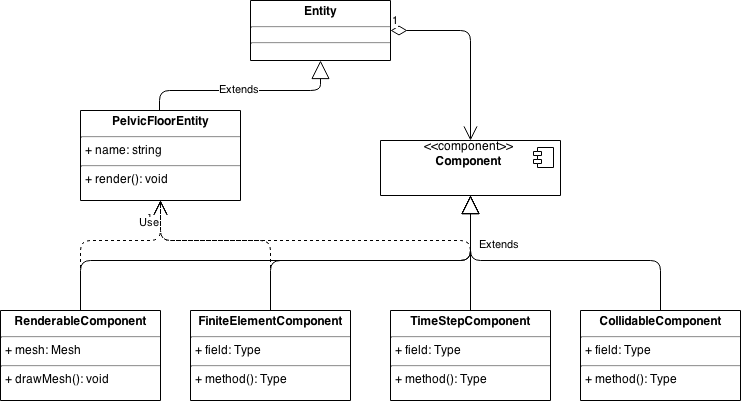 Entity
1
Extends
PelvicFloorEntity
+ name: string
+ render(): void
<<component>>
Component
1
Use
Extends
RenderableComponent
+ mesh: Mesh
+ drawMesh(): void
FiniteElementComponent
+ field: Type
+ method(): Type
TimeStepComponent
+ field: Type
+ method(): Type
CollidableComponent
+ field: Type
+ method(): Type